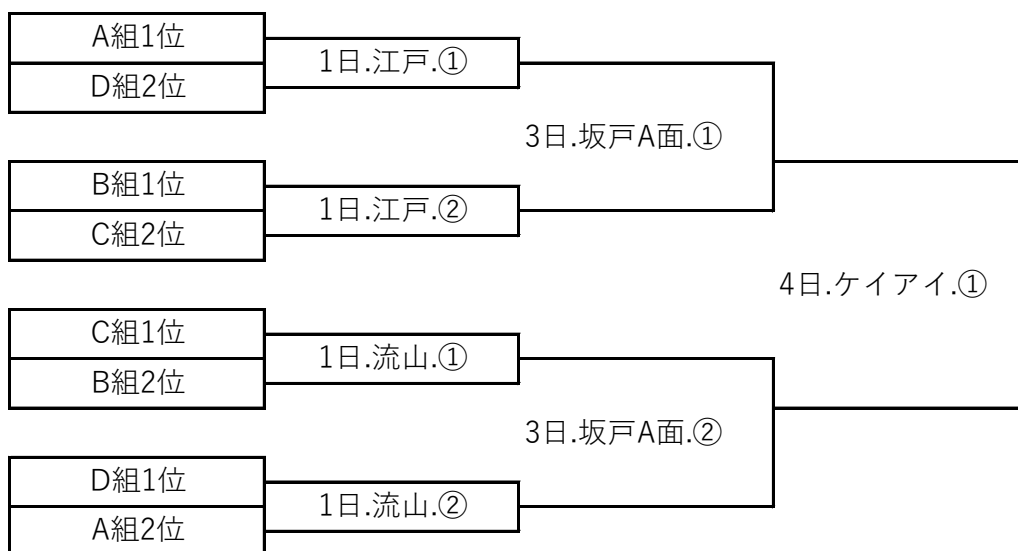 A組1位
1日.江戸.①
D組2位
3日.坂戸A面.①
B組1位
1日.江戸.②
C組2位
4日.ケイアイ.①
C組1位
1日.流山.①
B組2位
3日.坂戸A面.②
D組1位
1日.流山.②
A組2位